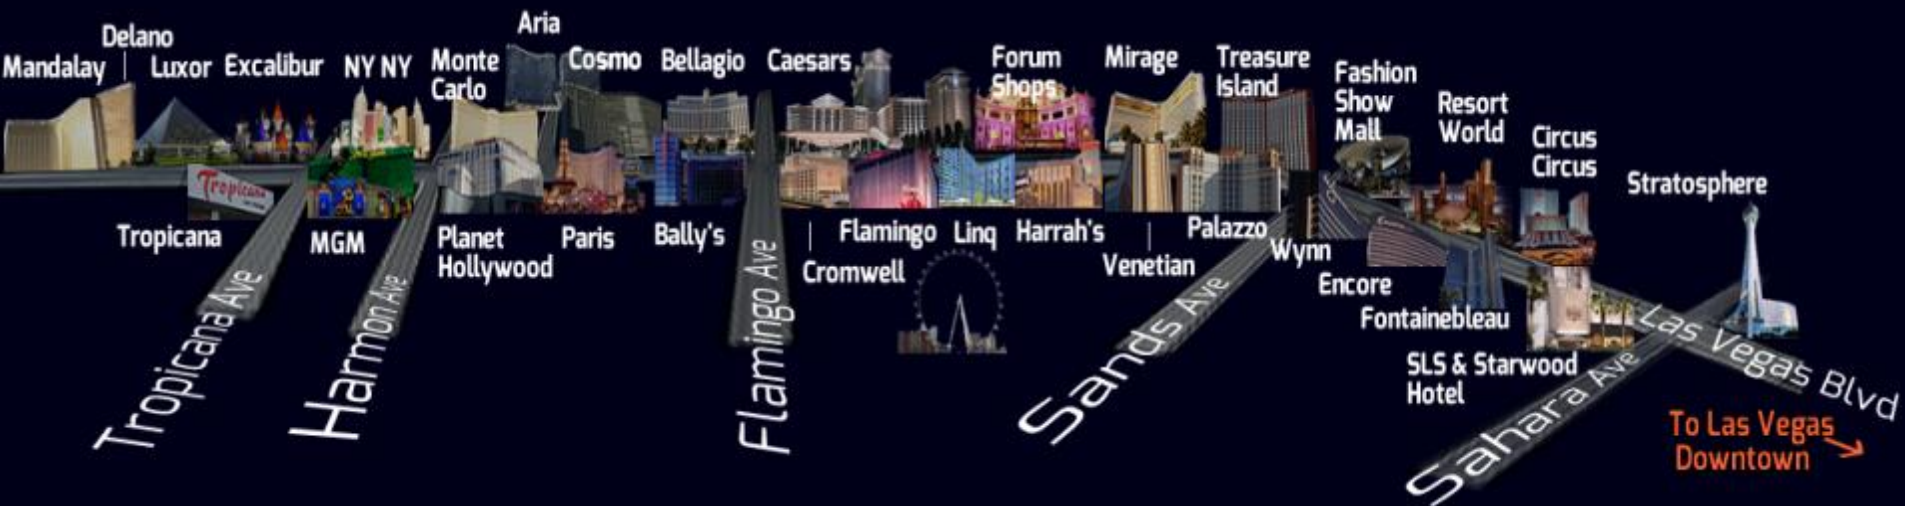 Aria
Delano
Mandalay
Luxor
Excalibur
NY NY
Monte
Carlo
Cosmo
Bellagio
Caesars
Forum
Shops
Mirage
Treasure
Island
Fashion
Show
Mall
Resort
World
Circus
Circus
Stratosphere
Tropicana
Tropicana
MGM
Planet
Hollywood
Paris
Bally's
Cromwell
Flamingo
Linq
Harrah's
Venetian
Palazzo
Wynn
Encore
Fontainebleau
SLS & Starwood
Hotel
Tropicana Ave
Harmon Ave
Flamingo Ave
Sands Ave
Sahara Ave
Las Vegas Blvd
To Las Vegas
Downtown